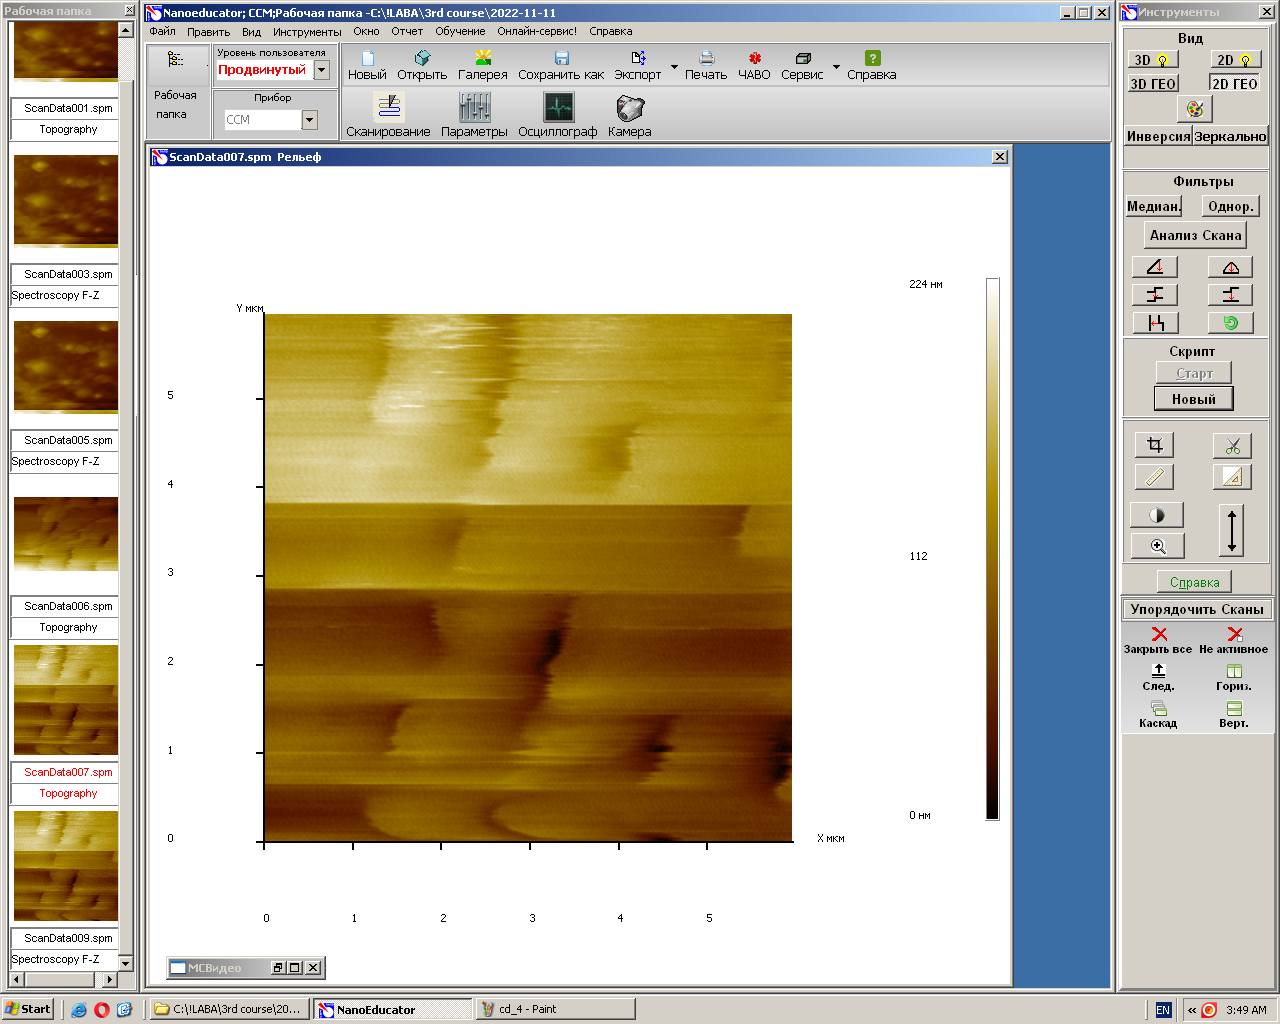 Рабочая папка
ScanData001.spm
Topography
ScanData003.spm
Spectroscopy F-Z
ScanData005.spm
Spectroscopy F-Z
ScanData006.spm
Topography
ScanData007.spm
Topography
ScanData009.spm
Spectroscopy F-Z
Nanoeducator; CCM;Рабочая папка -C:\!LABA\3rd course\2022-11-11
Файл Править Вид Инструменты Окно Отчет Обучение Онлайн-сервис! Справка
Рабочая
папка
Уровень пользователя
Продвинутый
Прибор
ССМ
Новый Открыть Галерея Сохранить как Экспорт Печать ЧАВО Сервис Справка
Сканирование Параметры Осциллограф Камера
ScanData007.spm Рельеф
Y мкм
5
4
3
2
1
0
0 1 2 3 4 5
X мкм
224 нм
112
0 нм
МСВидео
Инструменты
Вид
3D 2D
3D ГЕО 2D ГЕО
Инверсия Зеркально
Фильтры
Медиан. Однор.
Анализ Скана
Скрипт
Старт
Новый
Справка
Упорядочить Сканы
Закрыть все Не активное
След. Гориз.
Каскад Верт.
Start C:\!LABA\3rd course\20... NanoEducator cd_4 - Paint EN « 3:49 AM